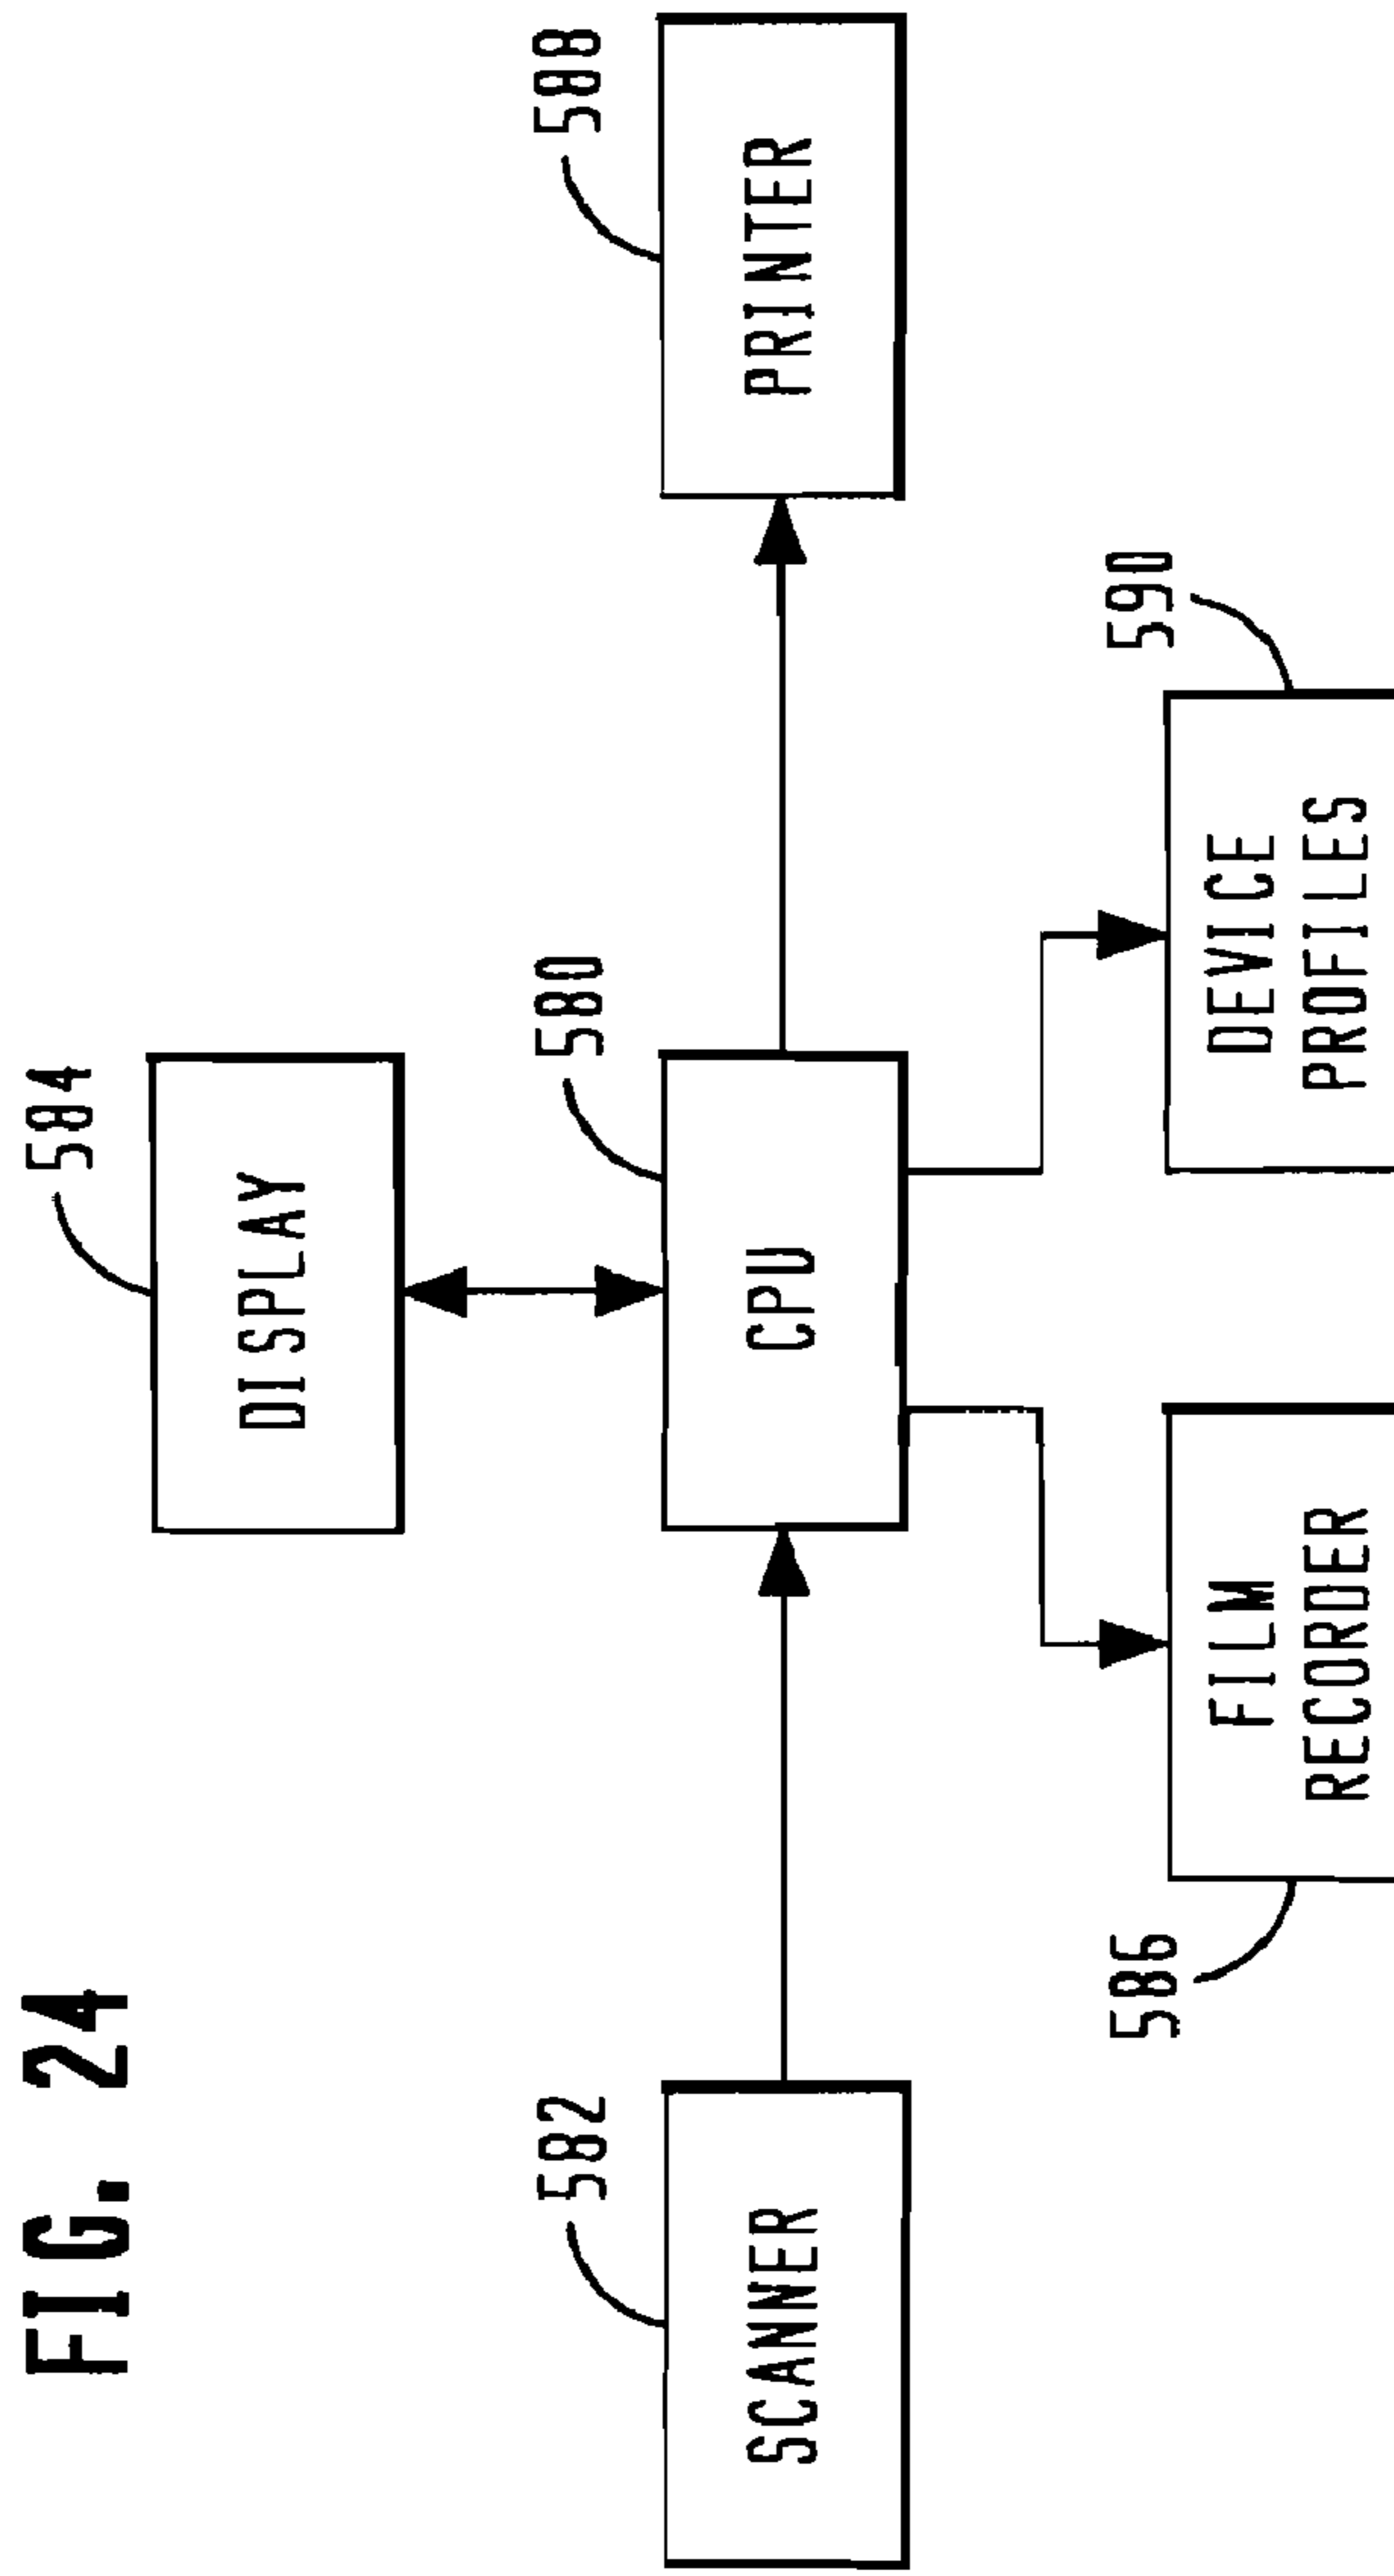 FIG. 24
584
DISPLAY
582
580
588
SCANNER
CPU
PRINTER
586
590
FILM
RECORDER
DEVICE
PROFILES